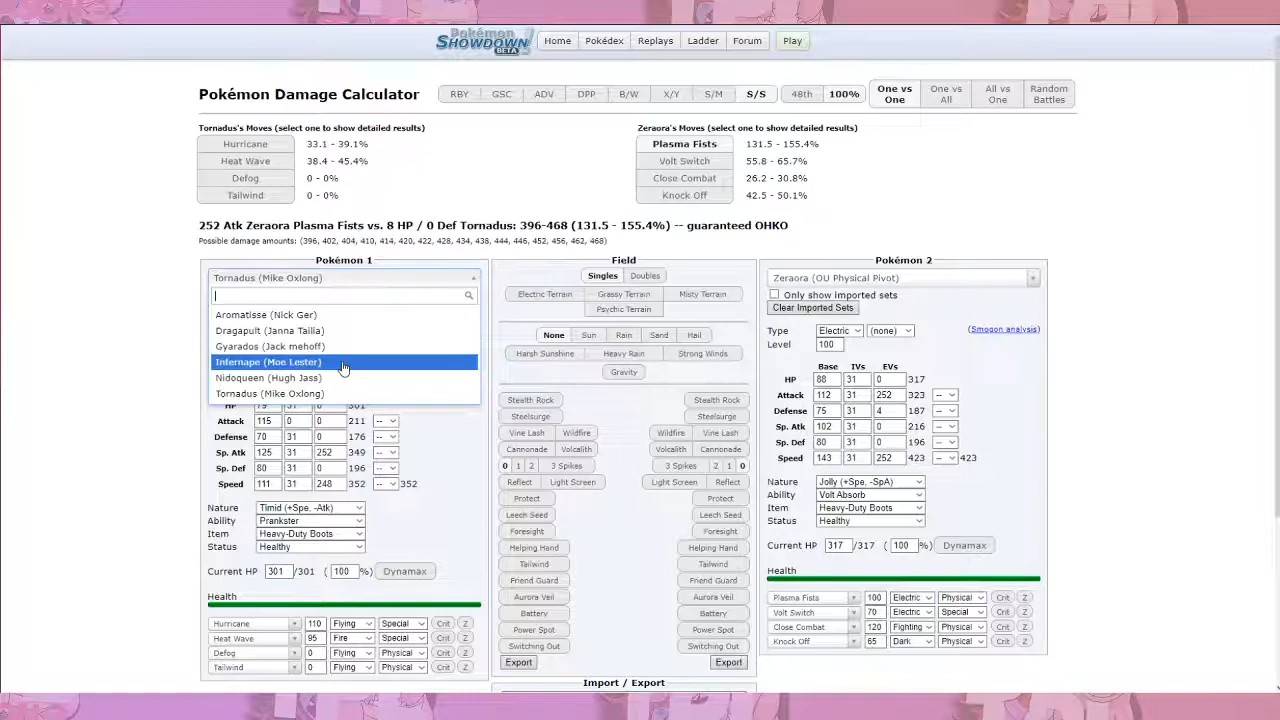 Pokémon SHOWDOWN! BETA
Home Pokédex Replays Ladder Forum Play
Pokémon Damage Calculator RBY GSC ADV DPP B/W X/Y S/M S/S 48th 100% One vs One One vs All All vs One Random Battles
Tornadus's Moves (select one to show detailed results)
Hurricane 33.1 - 39.1%
Heat Wave 38.4 - 45.4%
Defog 0 - 0%
Tailwind 0 - 0%
Zeraora's Moves (select one to show detailed results)
Plasma Fists 131.5 - 155.4%
Volt Switch 55.8 - 65.7%
Close Combat 26.2 - 30.8%
Knock Off 42.5 - 50.1%
252 Atk Zeraora Plasma Fists vs. 8 HP / 0 Def Tornadus: 396-468 (131.5 - 155.4%) -- guaranteed OHKO
Possible damage amounts: (396, 402, 404, 410, 414, 420, 422, 428, 434, 438, 444, 446, 452, 456, 462, 468)
Pokémon 1
Tornadus (Mike Oxlong)
Aromatisse (Nick Ger)
Dragapult (Janna Tailla)
Gyarados (Jack mehoff)
Infernape (Moe Lester)
Nidoqueen (Hugh Jass)
Tornadus (Mike Oxlong)
HP 79 31 0 301
Attack 115 0 0 211 --
Defense 70 31 0 176 --
Sp. Atk 125 31 252 349 --
Sp. Def 80 31 0 196 --
Speed 111 31 248 352 -- 352
Nature Timid (+Spe, -Atk)
Ability Prankster
Item Heavy-Duty Boots
Status Healthy
Current HP 301 /301 ( 100 %) Dynamax
Health
Hurricane 110 Flying Special Crit Z
Heat Wave 95 Fire Special Crit Z
Defog 0 Flying Physical Crit Z
Tailwind 0 Flying Physical Crit Z
Field
Singles Doubles
Electric Terrain Grassy Terrain Misty Terrain
Psychic Terrain
None Sun Rain Sand Hail
Harsh Sunshine Heavy Rain Strong Winds
Gravity
Stealth Rock Stealth Rock
Steelsurge Steelsurge
Vine Lash Wildfire Wildfire Vine Lash
Cannonade Volcalith Volcalith Cannonade
0 1 2 3 Spikes 3 Spikes 2 1 0
Reflect Light Screen Light Screen Reflect
Protect Protect
Leech Seed Leech Seed
Foresight Foresight
Helping Hand Helping Hand
Tailwind Tailwind
Friend Guard Friend Guard
Aurora Veil Aurora Veil
Battery Battery
Power Spot Power Spot
Switching Out Switching Out
Export Export
Import / Export
Pokémon 2
Zeraora (OU Physical Pivot)
Only show imported sets
Clear Imported Sets
Type Electric (none) (Smogon analysis)
Level 100
Base IVs EVs
HP 88 31 0 317
Attack 112 31 252 323 --
Defense 75 31 4 187 --
Sp. Atk 102 31 0 216 --
Sp. Def 80 31 0 196 --
Speed 143 31 252 423 -- 423
Nature Jolly (+Spe, -SpA)
Ability Volt Absorb
Item Heavy-Duty Boots
Status Healthy
Current HP 317 /317 ( 100 %) Dynamax
Health
Plasma Fists 100 Electric Physical Crit Z
Volt Switch 70 Electric Special Crit Z
Close Combat 120 Fighting Physical Crit Z
Knock Off 65 Dark Physical Crit Z